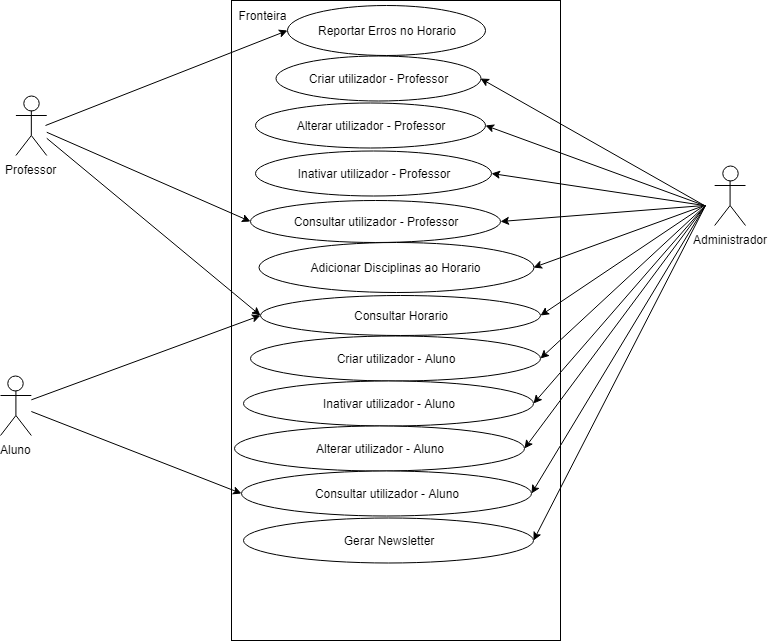 Fronteira
Reportar Erros no Horario
Criar utilizador - Professor
Alterar utilizador - Professor
Professor
Inativar utilizador - Professor
Consultar utilizador - Professor
Administrador
Adicionar Disciplinas ao Horario
Consultar Horario
Criar utilizador - Aluno
Inativar utilizador - Aluno
Aluno
Alterar utilizador - Aluno
Consultar utilizador - Aluno
Gerar Newsletter